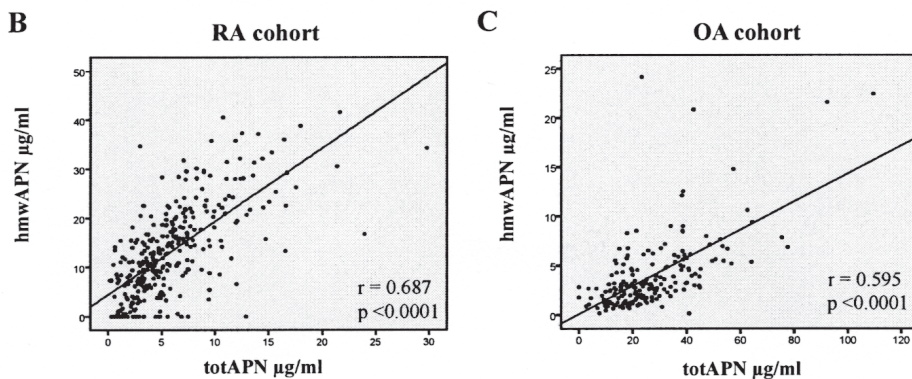 B
RA cohort
50
40
30
20
10
0
hmwAPN µg/ml
r = 0.687
p <0.0001
0 5 10 15 20 25 30
totAPN µg/ml
C
OA cohort
25
20
15
10
5
0
hmwAPN µg/ml
r = 0.595
p <0.0001
0 20 40 60 80 100 120
totAPN µg/ml